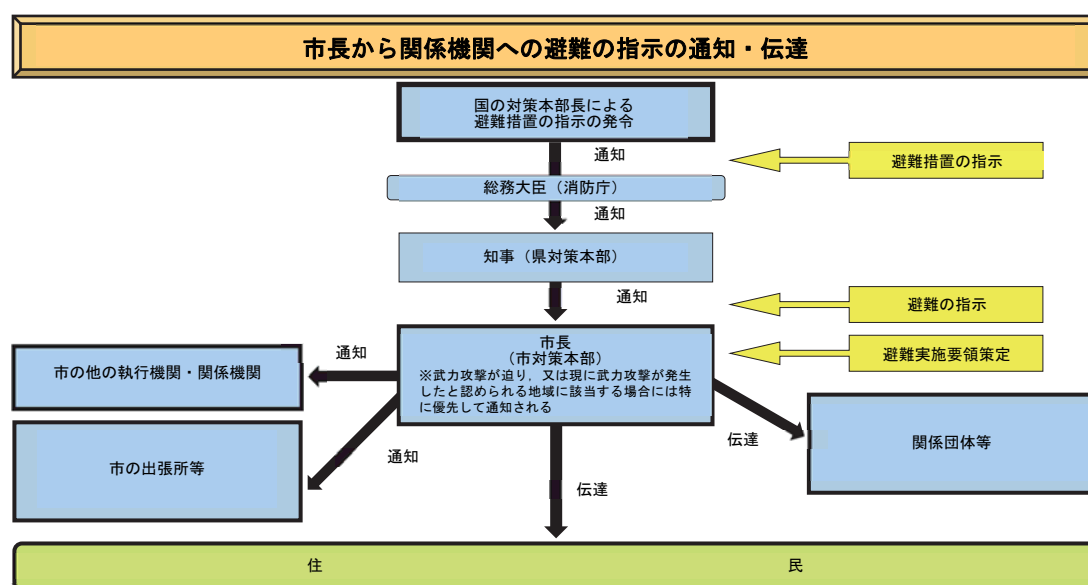 市長から関係機関への避難の指示の通知・伝達
国の対策本部長による
避難措置の指示の発令
通知
避難措置の指示
総務大臣（消防庁）
通知
知事（県対策本部）
通知
避難の指示
市長
（市対策本部）
※武力攻撃が迫り，又は現に武力攻撃が発生
したと認められる地域に該当する場合には特
に優先して通知される
避難実施要領策定
通知
市の他の執行機関・関係機関
通知
市の出張所等
伝達
関係団体等
伝達
住　民